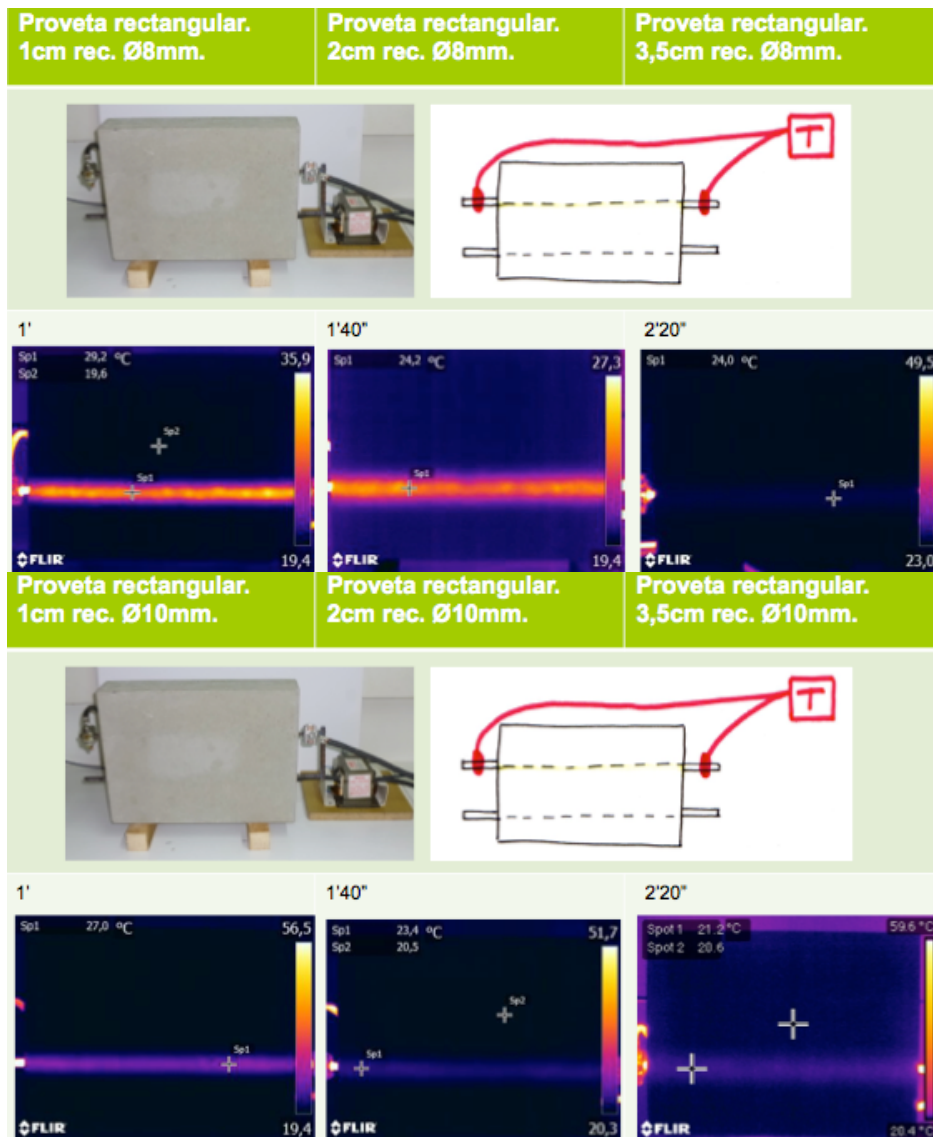 Proveta rectangular.
1cm rec. Ø8mm.
Proveta rectangular.
2cm rec. Ø8mm.
Proveta rectangular.
3,5cm rec. Ø8mm.
T
1'
1'40"
2'20"
Sp1 29,2 ºC 35,9
Sp2 19,6
Sp2
Sp1
FLIR 19,4
Sp1 24,2 ºC 27,3
Sp1
FLIR 19,4
Sp1 24,0 ºC 49,5
Sp1
FLIR 23,0
Proveta rectangular.
1cm rec. Ø10mm.
Proveta rectangular.
2cm rec. Ø10mm.
Proveta rectangular.
3,5cm rec. Ø10mm.
T
1'
1'40"
2'20"
Sp1 27,0 ºC 56,5
Sp1
FLIR 19,4
Sp1 23,4 ºC 51,7
Sp2 20,5
Sp2
Sp1
FLIR 20,3
Spot 1 21.2 °C 59.6 °C
Spot 2 20.6
FLIR 20.4 °C